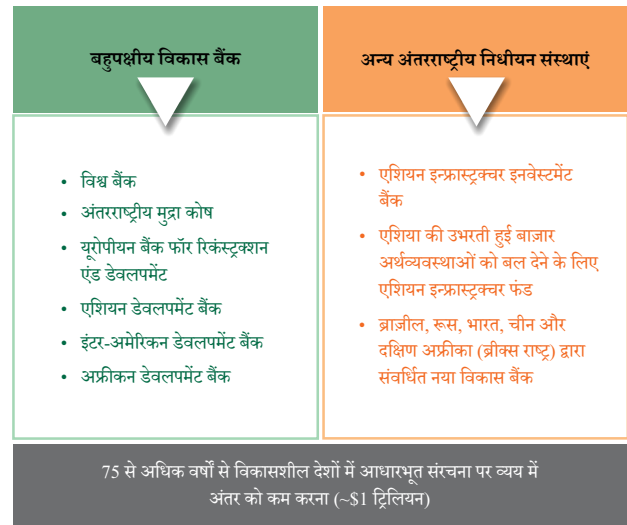 बहुपक्षीय विकास बैंक
विश्व बैंक
अंतरराष्ट्रीय मुद्रा कोष
यूरोपियन बैंक फॉर रिकंस्ट्रक्शन
एंड डेवलपमेंट
एशियन डेवलपमेंट बैंक
इंटर-अमेरिकन डेवलपमेंट बैंक
अफ्रीकन डेवलपमेंट बैंक
अन्य अंतरराष्ट्रीय निधीयन संस्थाएं
एशियन इन्फ्रास्ट्रक्चर इनवेस्टमेंट
बैंक
एशिया की उभरती हुई बाज़ार
अर्थव्यवस्थाओं को बल देने के लिए
एशियन इन्फ्रास्ट्रक्चर फंड
ब्राज़ील, रूस, भारत, चीन और
दक्षिण अफ्रीका (ब्रीक्स राष्ट्र) द्वारा
संवर्धित नया विकास बैंक
75 से अधिक वर्षों से विकासशील देशों में आधारभूत संरचना पर व्यय में
अंतर को कम करना (~$1 ट्रिलियन)